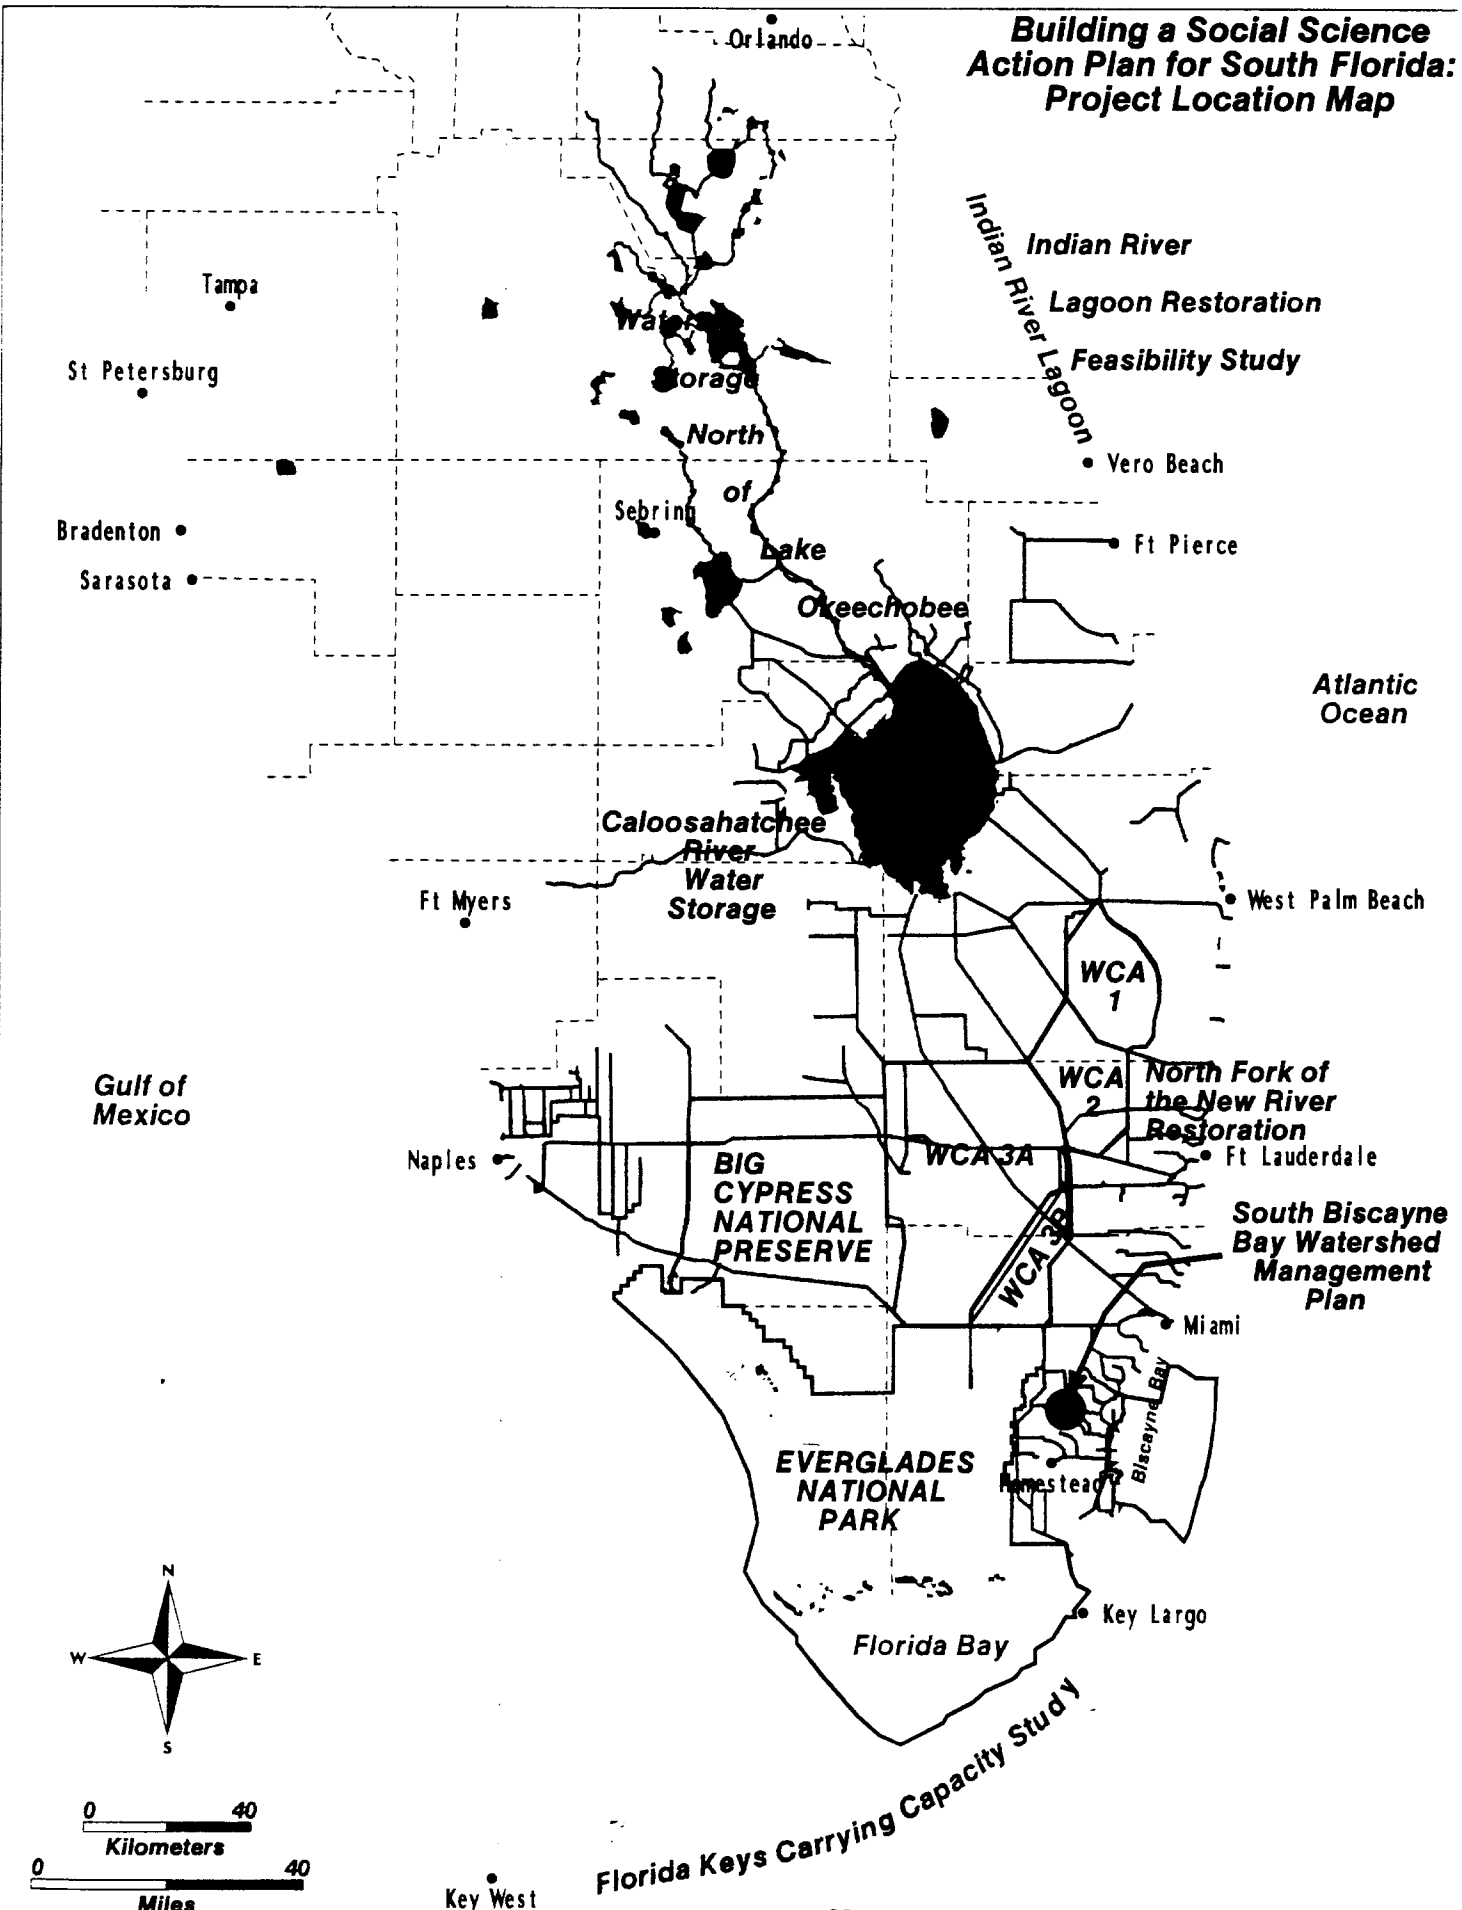 Building a Social Science
Action Plan for South Florida:
Project Location Map
Orlando
Indian River Lagoon
Indian River
Lagoon Restoration
Feasibility Study
Tampa
St Petersburg
Water
Storage
North
of
Lake
Okeechobee
Vero Beach
Sebring
Bradenton
Sarasota
Ft Pierce
Atlantic
Ocean
Caloosahatchee
River
Water
Storage
Ft Myers
West Palm Beach
WCA
1
Gulf of
Mexico
WCA
2
North Fork of
the New River
Restoration
Naples
BIG
CYPRESS
NATIONAL
PRESERVE
WCA 3A
Ft Lauderdale
WCA 3B
South Biscayne
Bay Watershed
Management
Plan
Miami
Biscayne Bay
EVERGLADES
NATIONAL
PARK
Homestead
Key Largo
Florida Bay
Florida Keys Carrying Capacity Study
Key West
N
W
E
S
0 40
Kilometers
0 40
Miles